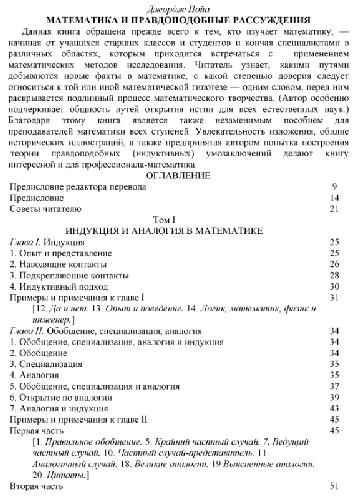 Джордж Пойа
МАТЕМАТИКА И ПРАВДОПОДОБНЫЕ РАССУЖДЕНИЯ
Данная книга обращена прежде всего к тем, кто изучает математику, —
начиная от учащихся старших классов и студентов и кончая специалистами в
различных областях, которым приходится встречаться с применением
математических методов исследования. Читатель узнает, какими путями
добываются новые факты в математике, с какой степенью доверия следует
относиться к той или иной математической гипотезе — одним словом, перед ним
раскрывается подлинный процесс математического творчества. (Автор особенно
подчеркивает общность путей открытия истин для всех естественных наук.)
Благодаря этому книга является также незаменимым пособием для
преподавателей математики всех ступеней. Увлекательность изложения, обилие
исторических иллюстраций, а также предпринятая автором попытка построения
теории правдоподобных (индуктивных) умозаключений делают книгу
интересной и для профессионала-математика.
ОГЛАВЛЕНИЕ
Предисловие редактора перевода 9
Предисловие 14
Советы читателю 21
Том I
ИНДУКЦИЯ И АНАЛОГИЯ В МАТЕМАТИКЕ
Глава I. Индукция 25
1. Опыт и представление 25
2. Наводящие контакты 26
3. Подкрепляющие контакты 28
4. Индуктивный подход 30
Примеры и примечания к главе I 31
[12. Да и нет. 13. Опыт и поведение. 14. Логик, математик, физик и
инженер.]
Глава II. Обобщение, специализация, аналогия 34
1. Обобщение, специализация, аналогия и индукция 34
2. Обобщение 34
3. Специализация 35
4. Аналогия 35
5. Обобщение, специализация и аналогия 37
6. Открытие по аналогии 39
7. Аналогия и индукция 43
Примеры и примечания к главе II 45
Первая часть 45
[1. Правильное обобщение. 5. Крайний частный случай. 7. Ведущий
частный случай. 10. Частный случай-представитель. 11.
Аналогичный случай. 18. Великие аналогии. 19 Выясненные аналогии.
20. Цитаты.]
Вторая часть 51